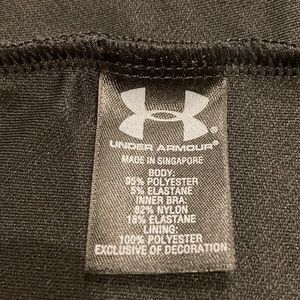 UNDER ARMOUR®
MADE IN SINGAPORE
BODY:
95% POLYESTER
5% ELASTANE
INNER BRA:
82% NYLON
18% ELASTANE
LINING:
100% POLYESTER
EXCLUSIVE OF DECORATION